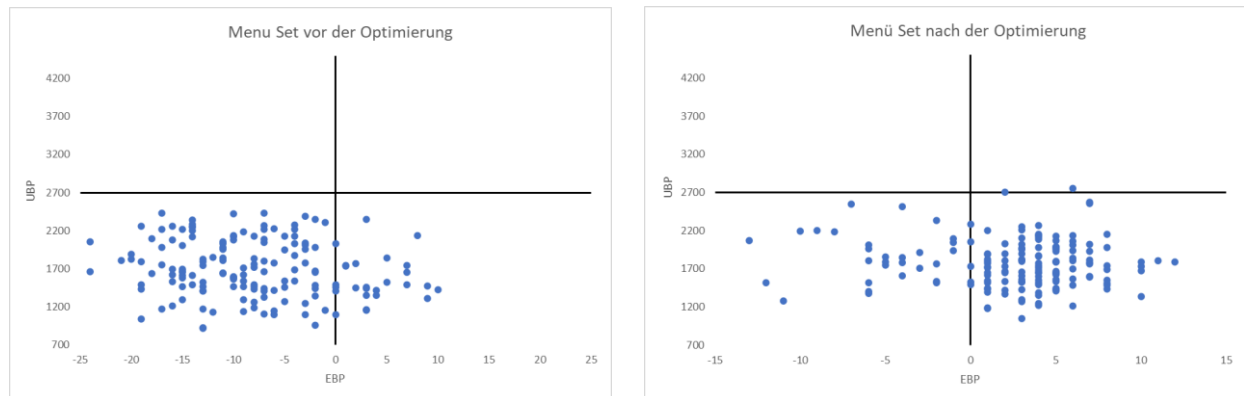 Menu Set vor der Optimierung
4200
3700
3200
2700
2200
1700
1200
700
UBP
-25 -20 -15 -10 -5 0 5 10 15 20 25
EBP
Menü Set nach der Optimierung
4200
3700
3200
2700
2200
1700
1200
700
UBP
-15 -10 -5 0 5 10 15
EBP